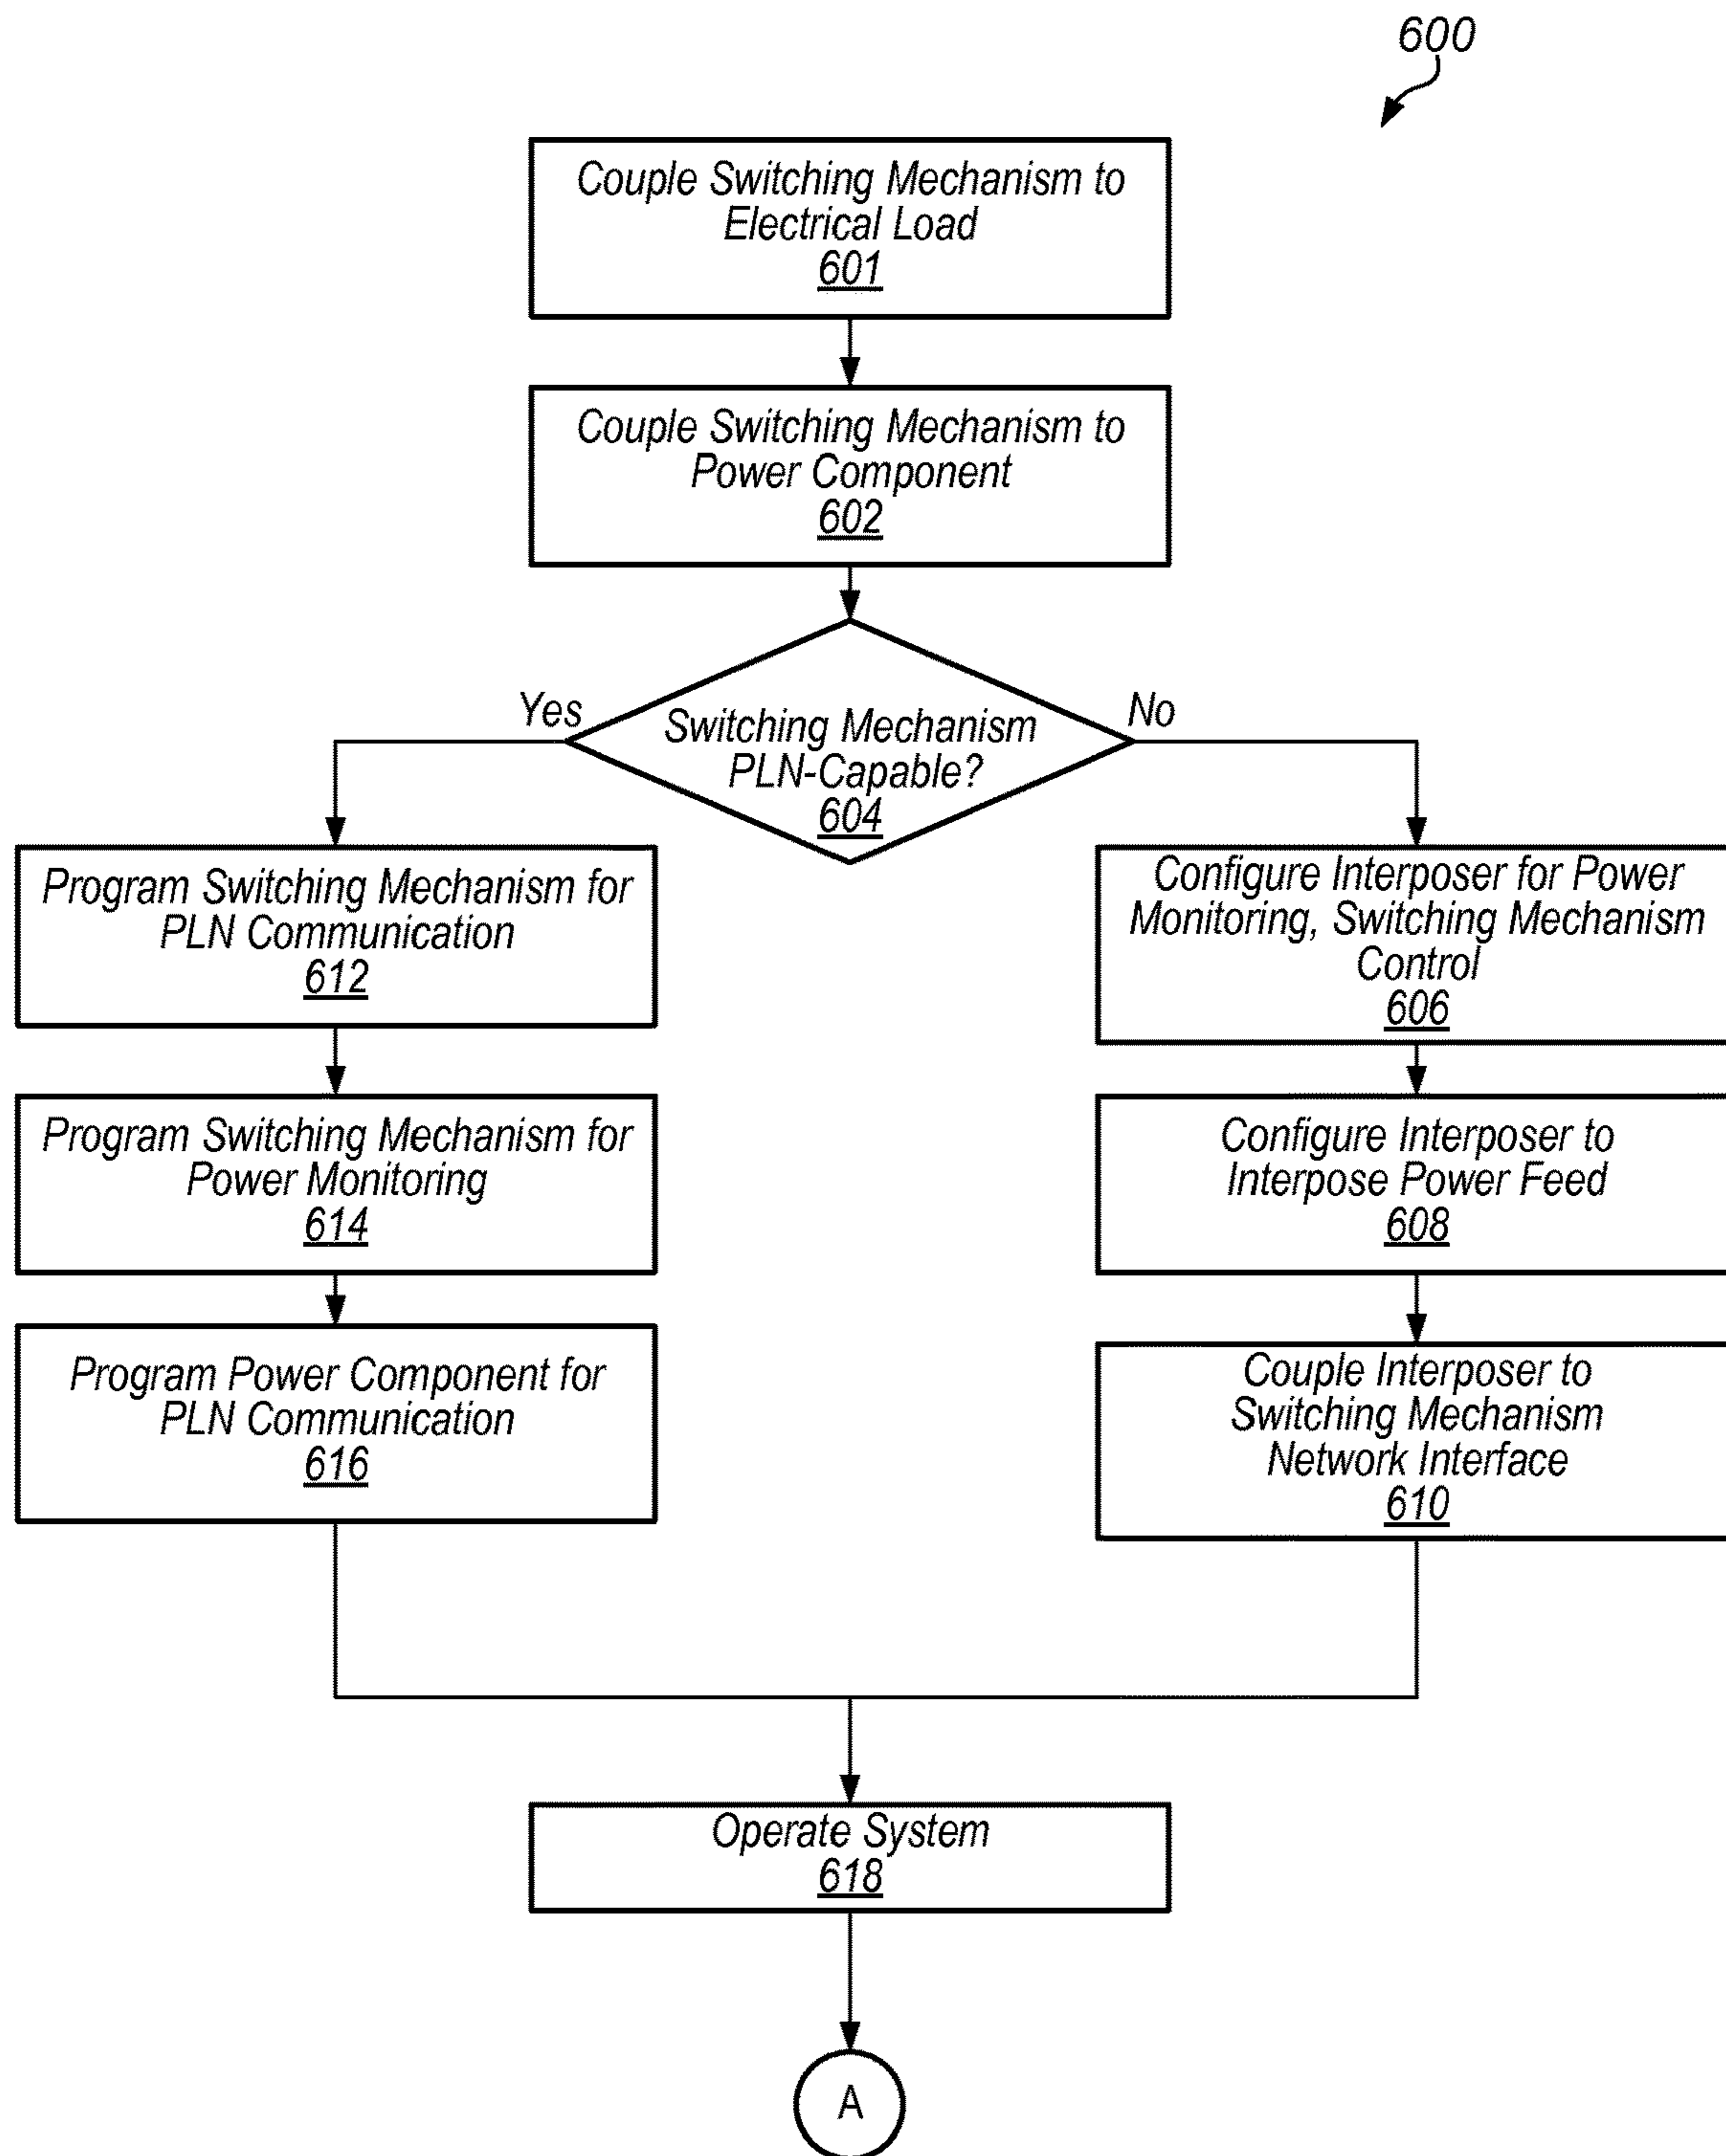 600
Couple Switching Mechanism to
Electrical Load
601
Couple Switching Mechanism to
Power Component
602
Switching Mechanism
PLN-Capable?
604
Yes
No
Program Switching Mechanism for
PLN Communication
612
Program Switching Mechanism for
Power Monitoring
614
Program Power Component for
PLN Communication
616
Configure Interposer for Power
Monitoring, Switching Mechanism
Control
606
Configure Interposer to
Interpose Power Feed
608
Couple Interposer to
Switching Mechanism
Network Interface
610
Operate System
618
A